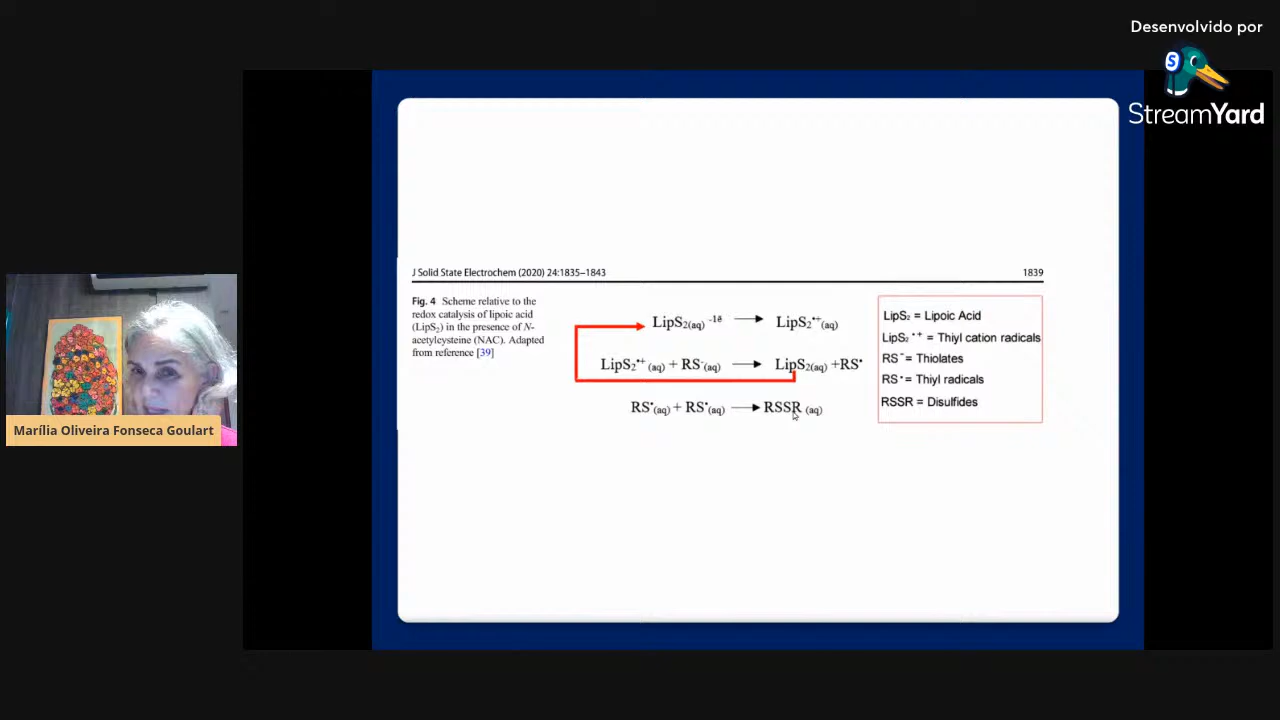 Desenvolvido por
StreamYard
J Solid State Electrochem (2020) 24:1835–1843
1839
Fig. 4 Scheme relative to the
redox catalysis of lipoic acid
(LipS₂) in the presence of N-
acetylcysteine (NAC). Adapted
from reference [39]
LipS₂(aq) -1ē → LipS₂•⁺(aq)
LipS₂•⁺(aq) + RS⁻(aq) → LipS₂(aq) +RS•
RS•(aq) + RS•(aq) → RSSR (aq)
LipS₂ = Lipoic Acid
LipS₂•⁺ = Thiyl cation radicals
RS⁻ = Thiolates
RS• = Thiyl radicals
RSSR = Disulfides
Marília Oliveira Fonseca Goulart